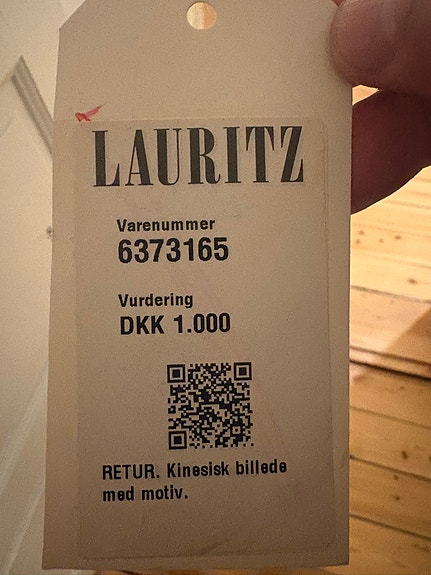 LAURITZ
Varenummer
6373165
Vurdering
DKK 1.000
RETUR. Kinesisk billede
med motiv.